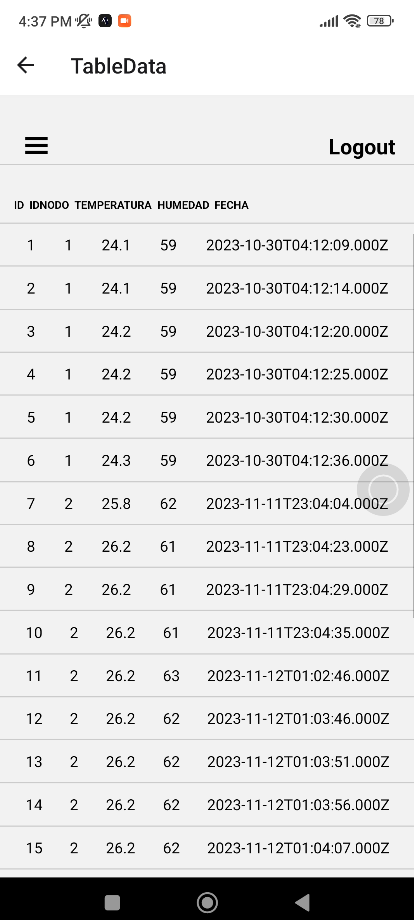 4:37 PM 78
TableData
Logout
ID IDNODO TEMPERATURA HUMEDAD FECHA
1 1 24.1 59 2023-10-30T04:12:09.000Z
2 1 24.1 59 2023-10-30T04:12:14.000Z
3 1 24.2 59 2023-10-30T04:12:20.000Z
4 1 24.2 59 2023-10-30T04:12:25.000Z
5 1 24.2 59 2023-10-30T04:12:30.000Z
6 1 24.3 59 2023-10-30T04:12:36.000Z
7 2 25.8 62 2023-11-11T23:04:04.000Z
8 2 26.2 61 2023-11-11T23:04:23.000Z
9 2 26.2 61 2023-11-11T23:04:29.000Z
10 2 26.2 61 2023-11-11T23:04:35.000Z
11 2 26.2 63 2023-11-12T01:02:46.000Z
12 2 26.2 62 2023-11-12T01:03:46.000Z
13 2 26.2 62 2023-11-12T01:03:51.000Z
14 2 26.2 62 2023-11-12T01:03:56.000Z
15 2 26.2 62 2023-11-12T01:04:07.000Z